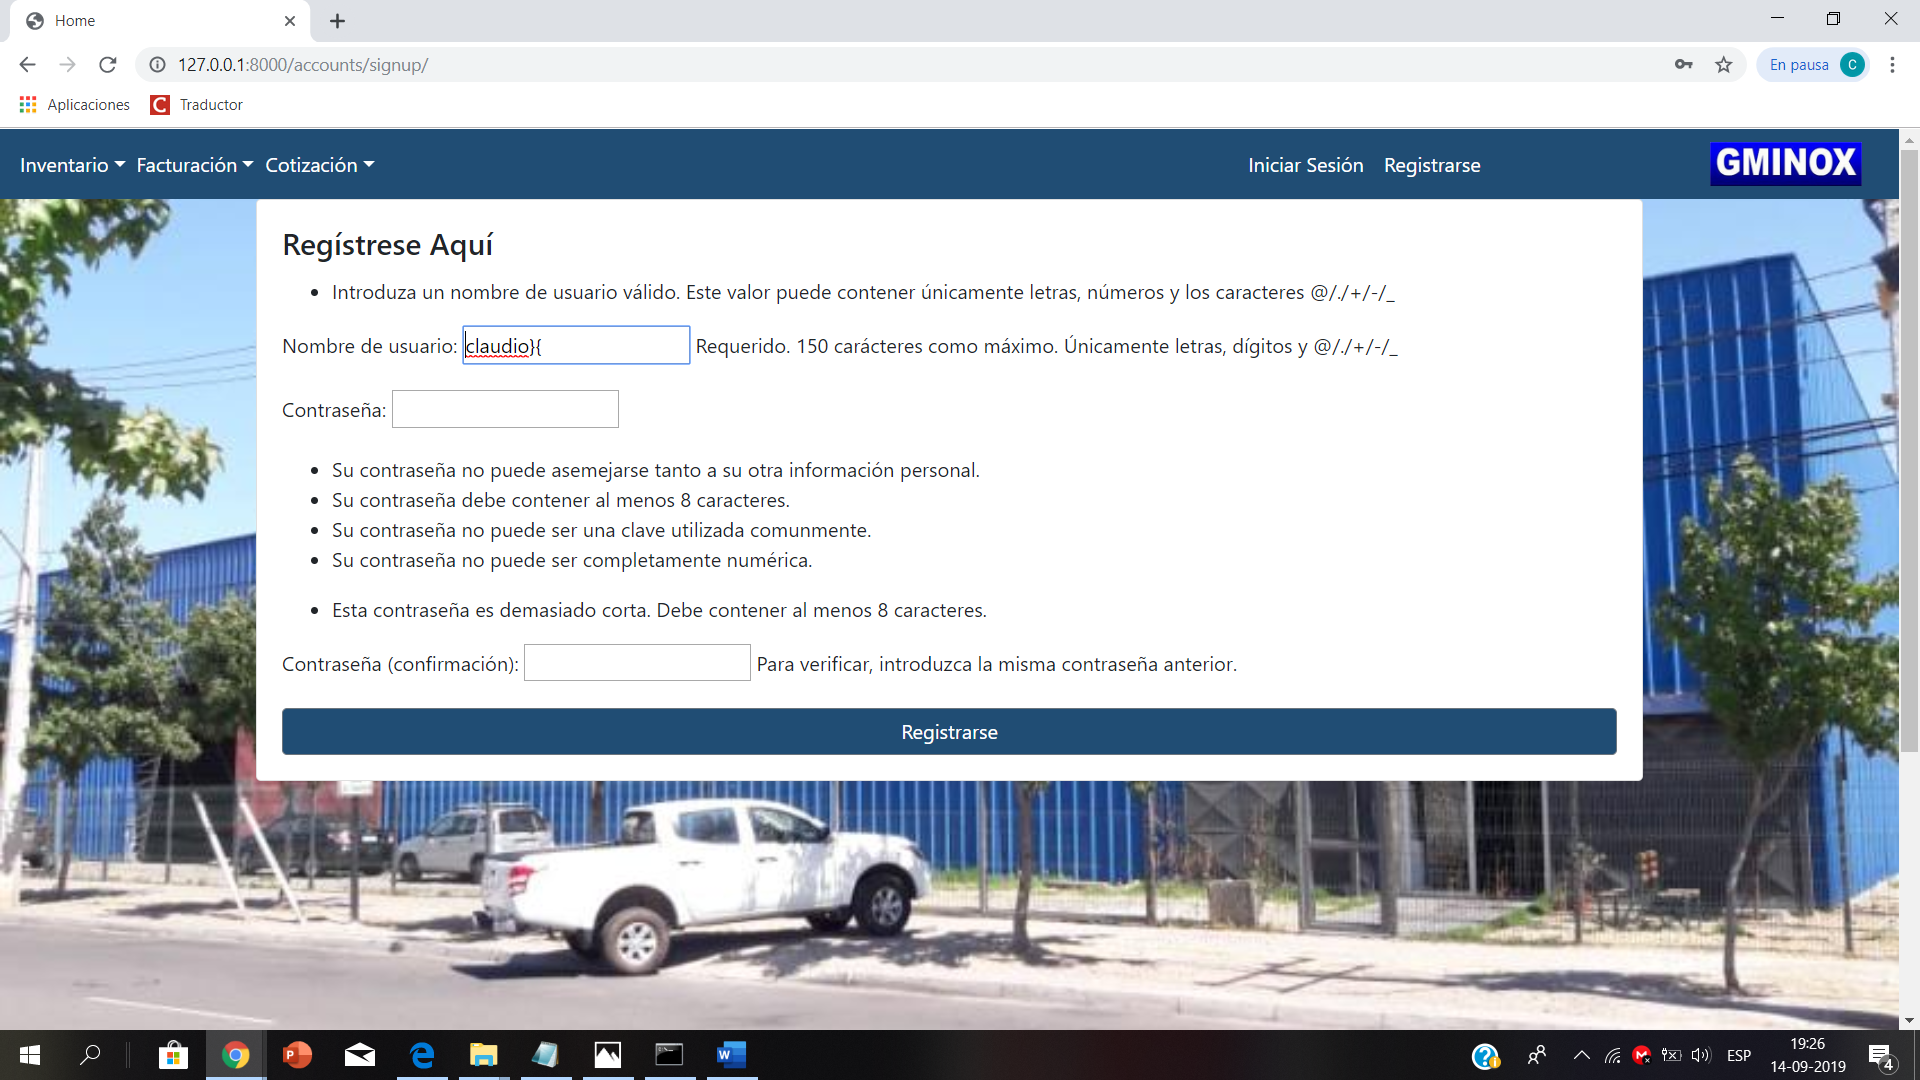 Home
127.0.0.1:8000/accounts/signup/
En pausa C
Aplicaciones C Traductor
Inventario Facturación Cotización Iniciar Sesión Registrarse GMINOX
Regístrese Aquí
Introduza un nombre de usuario válido. Este valor puede contener únicamente letras, números y los caracteres @/./+/-/_
Nombre de usuario: claudio}{ Requerido. 150 carácteres como máximo. Únicamente letras, dígitos y @/./+/-/_
Contraseña:
Su contraseña no puede asemejarse tanto a su otra información personal.
Su contraseña debe contener al menos 8 caracteres.
Su contraseña no puede ser una clave utilizada comunmente.
Su contraseña no puede ser completamente numérica.
Esta contraseña es demasiado corta. Debe contener al menos 8 caracteres.
Contraseña (confirmación): Para verificar, introduzca la misma contraseña anterior.
Registrarse
ESP
19:26
14-09-2019
4